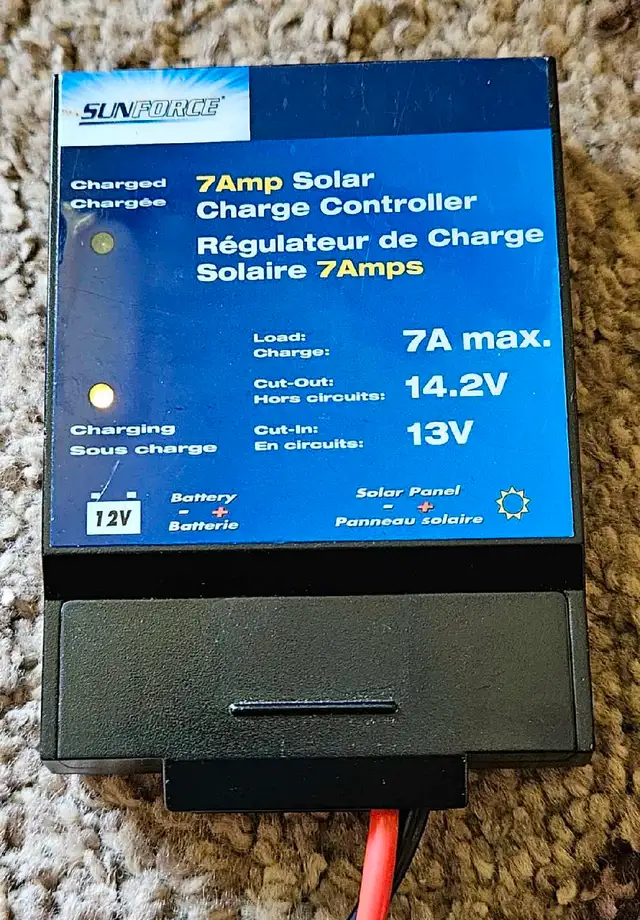 SUNFORCE
Charged
Chargée
7Amp Solar
Charge Controller
Régulateur de Charge
Solaire 7Amps
Load:
Charge:
7A max.
Cut-Out:
Hors circuits:
14.2V
Charging
Sous charge
Cut-In:
En circuits:
13V
12V
Battery
- +
Batterie
Solar Panel
- +
Panneau solaire